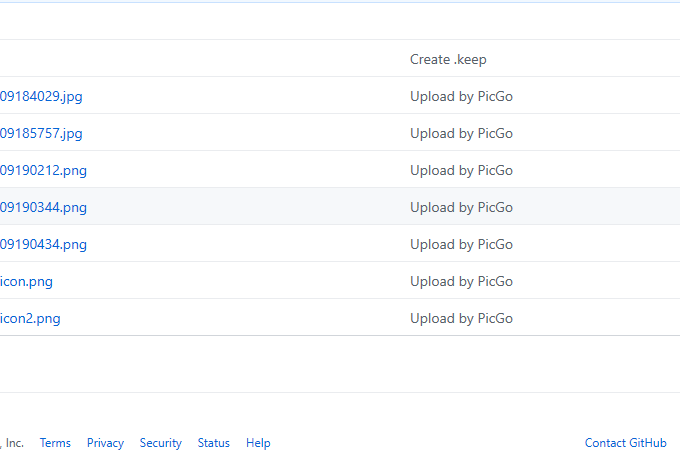 Create .keep
09184029.jpg Upload by PicGo
09185757.jpg Upload by PicGo
09190212.png Upload by PicGo
09190344.png Upload by PicGo
09190434.png Upload by PicGo
icon.png Upload by PicGo
icon2.png Upload by PicGo
, Inc. Terms Privacy Security Status Help Contact GitHub